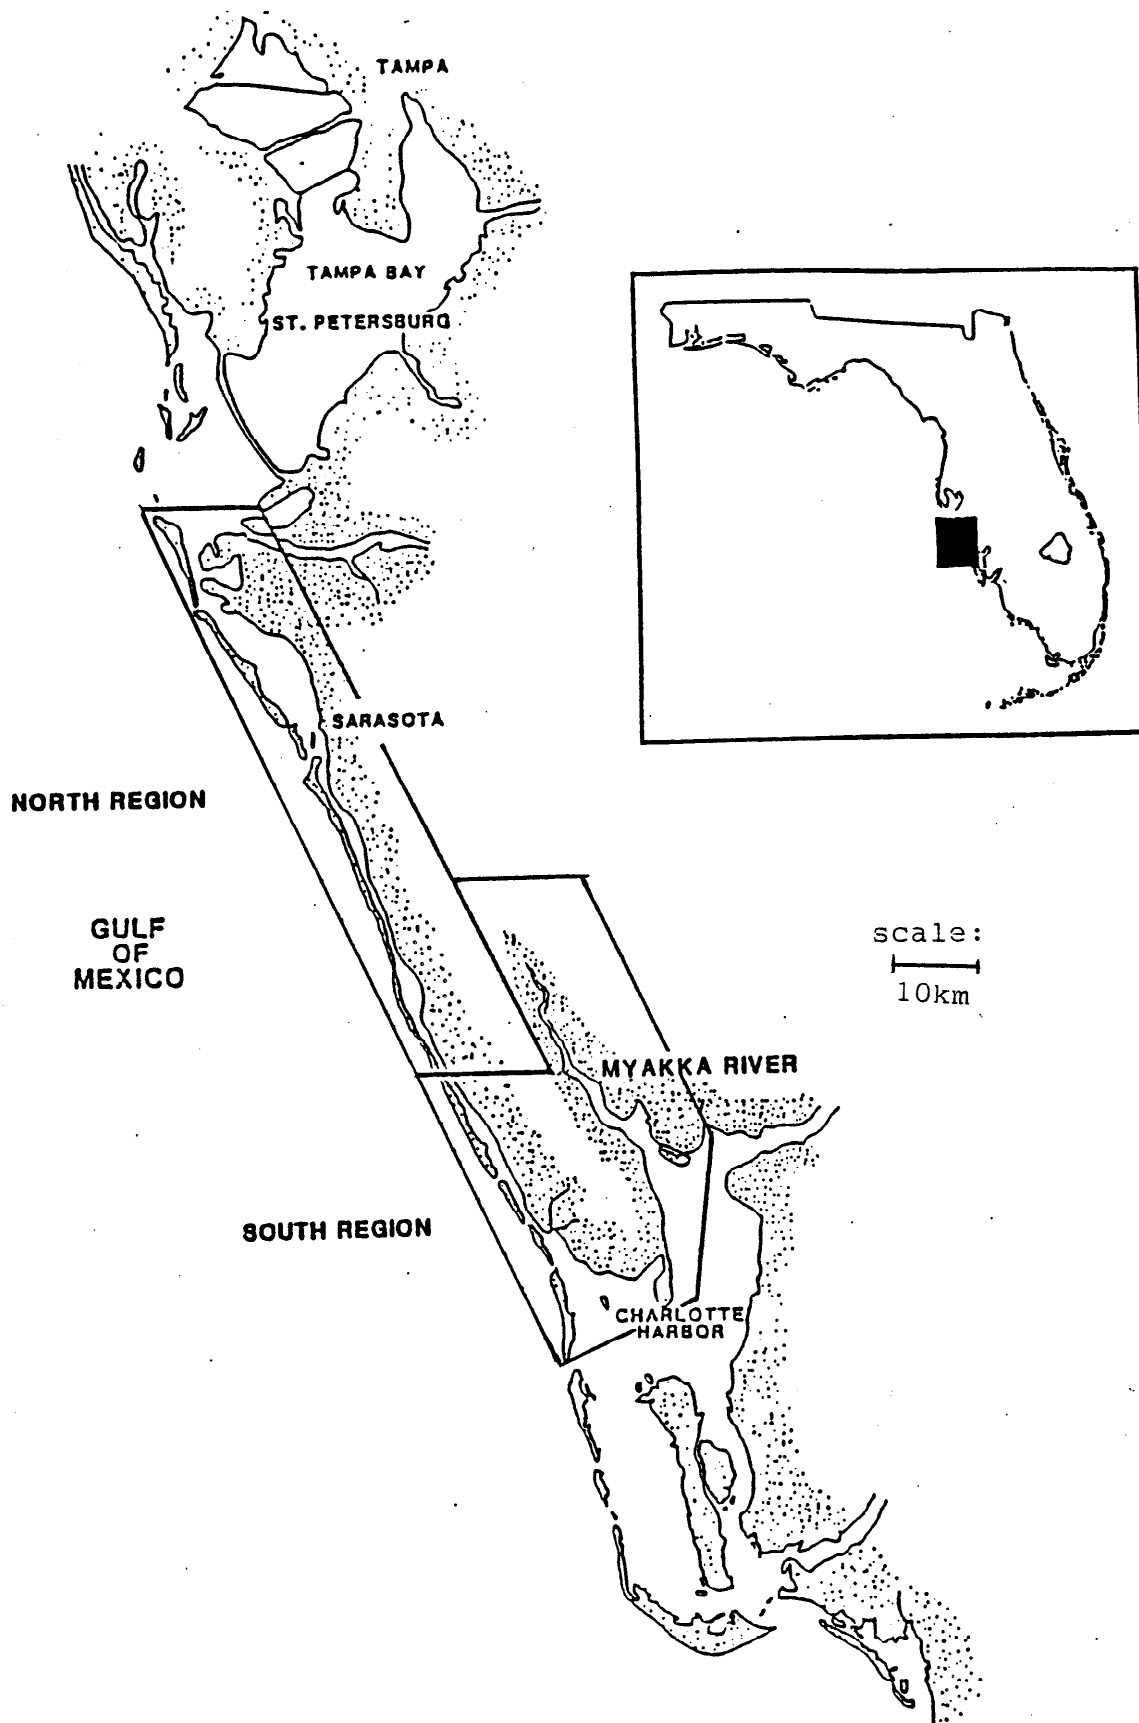 TAMPA
TAMPA BAY
ST. PETERSBURG
SARASOTA
NORTH REGION
GULF
OF
MEXICO
scale:
10km
MYAKKA RIVER
SOUTH REGION
CHARLOTTE
HARBOR